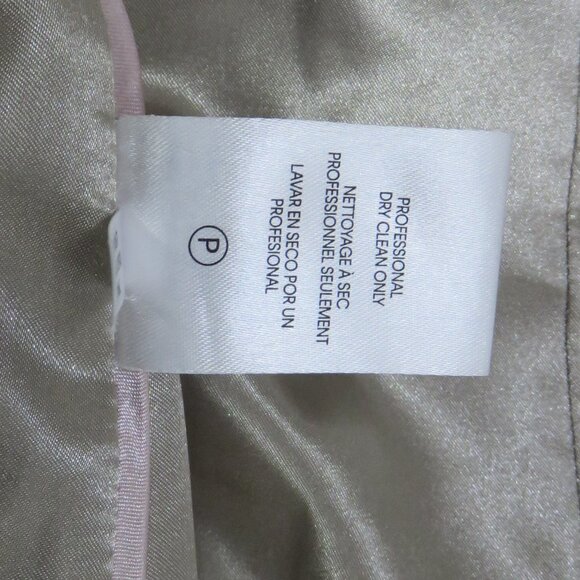 PROFESSIONAL
DRY CLEAN ONLY
NETTOYAGE À SEC
PROFESSIONNEL SEULEMENT
LAVAR EN SECO POR UN
PROFESIONAL
P